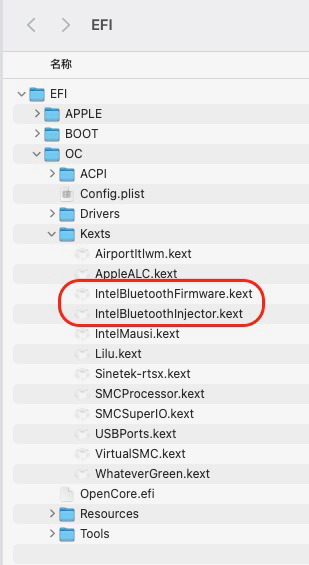 EFI
名称
EFI
APPLE
BOOT
OC
ACPI
Config.plist
Drivers
Kexts
AirportItlwm.kext
AppleALC.kext
IntelBluetoothFirmware.kext
IntelBluetoothInjector.kext
IntelMausi.kext
Lilu.kext
Sinetek-rtsx.kext
SMCProcessor.kext
SMCSuperIO.kext
USBPorts.kext
VirtualSMC.kext
WhateverGreen.kext
OpenCore.efi
Resources
Tools